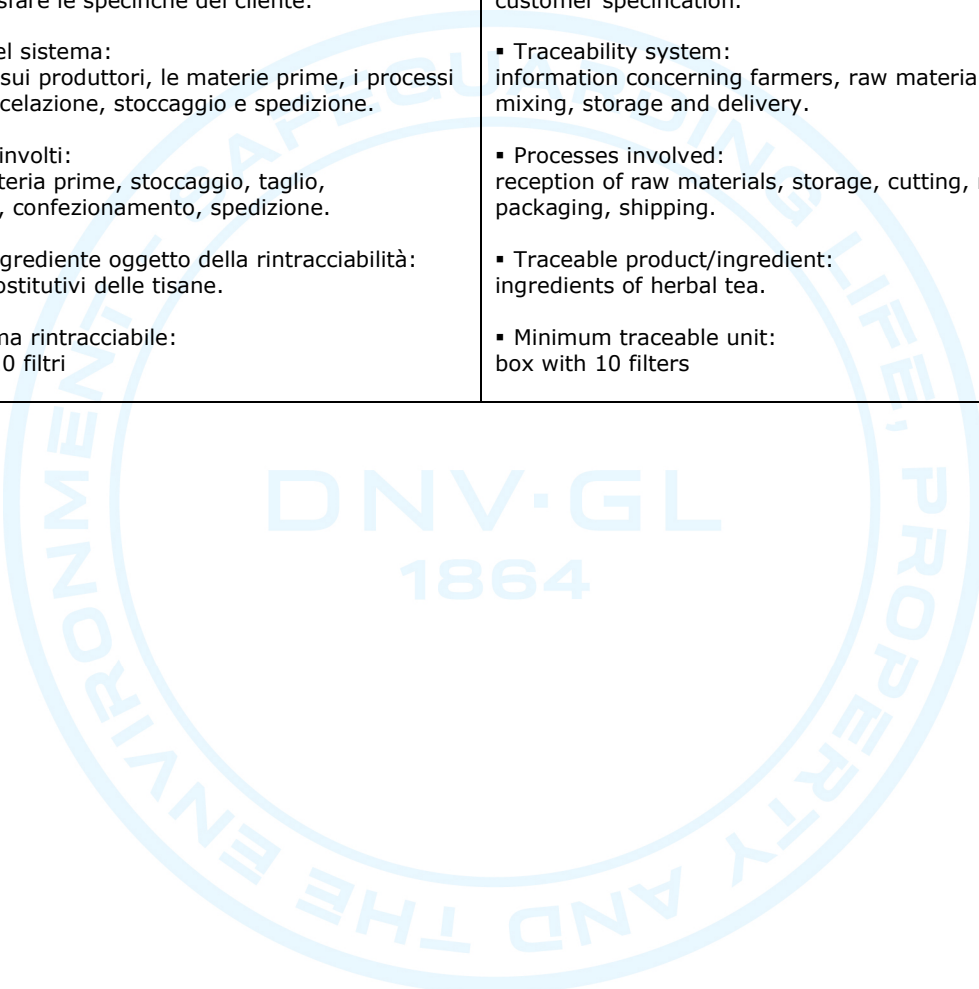 sfare le specifiche del cliente.
el sistema:
sui produttori, le materie prime, i processi
celazione, stoccaggio e spedizione.
involti:
teria prime, stoccaggio, taglio,
, confezionamento, spedizione.
grediente oggetto della rintracciabilità:
ostitutivi delle tisane.
ma rintracciabile:
0 filtri
customer specification.
▪ Traceability system:
information concerning farmers, raw materia
mixing, storage and delivery.
▪ Processes involved:
reception of raw materials, storage, cutting,
packaging, shipping.
▪ Traceable product/ingredient:
ingredients of herbal tea.
▪ Minimum traceable unit:
box with 10 filters
SAFEGUARDING LIFE, PROPERTY AND THE ENVIRONMENT
DNV·GL
1864